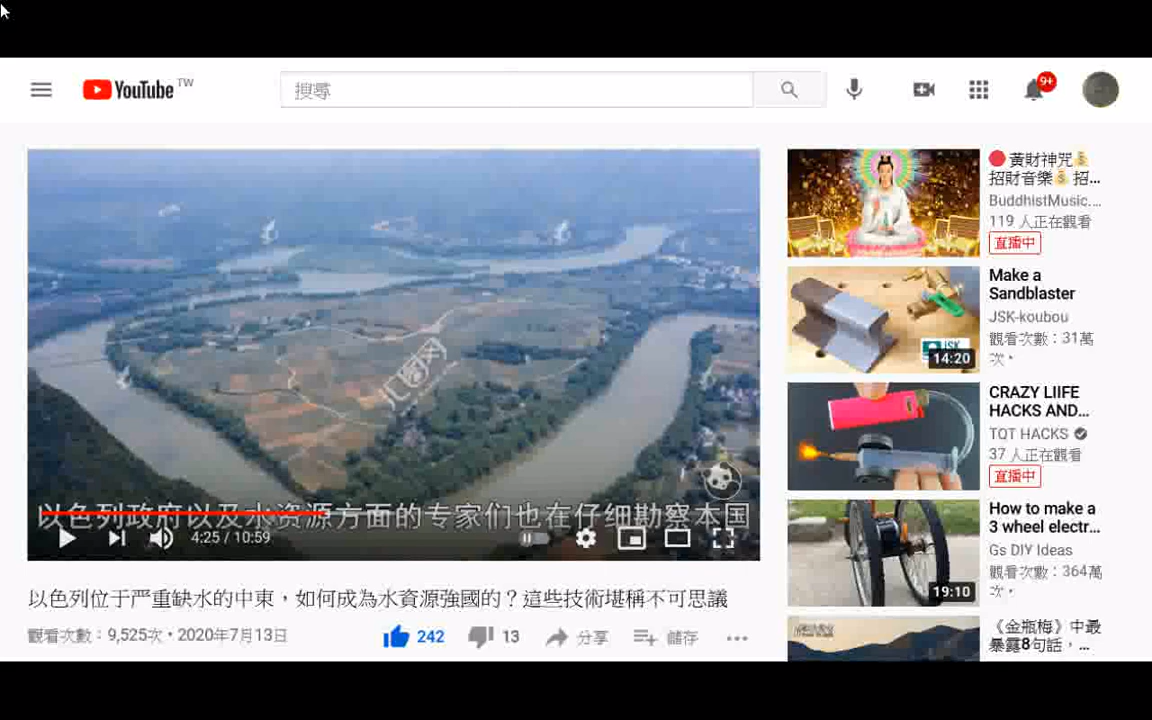 YouTube TW
搜尋
9+
汇图网
以色列政府以及水资源方面的专家们也在仔细勘察本国
4:25 / 10:59
以色列位于严重缺水的中東，如何成為水資源強國的？這些技術堪稱不可思議
觀看次數：9,525次 • 2020年7月13日
242
13
分享
儲存
黃財神咒💰
招財音樂💰 招...
BuddhistMusic....
119 人正在觀看
直播中
14:20
Make a
Sandblaster
JSK-koubou
觀看次數：31萬
次 •
CRAZY LIIFE
HACKS AND...
TQT HACKS
37 人正在觀看
直播中
19:10
How to make a
3 wheel electr...
Gs DIY Ideas
觀看次數：364萬
次 •
《金瓶梅》中最
暴露8句話，...